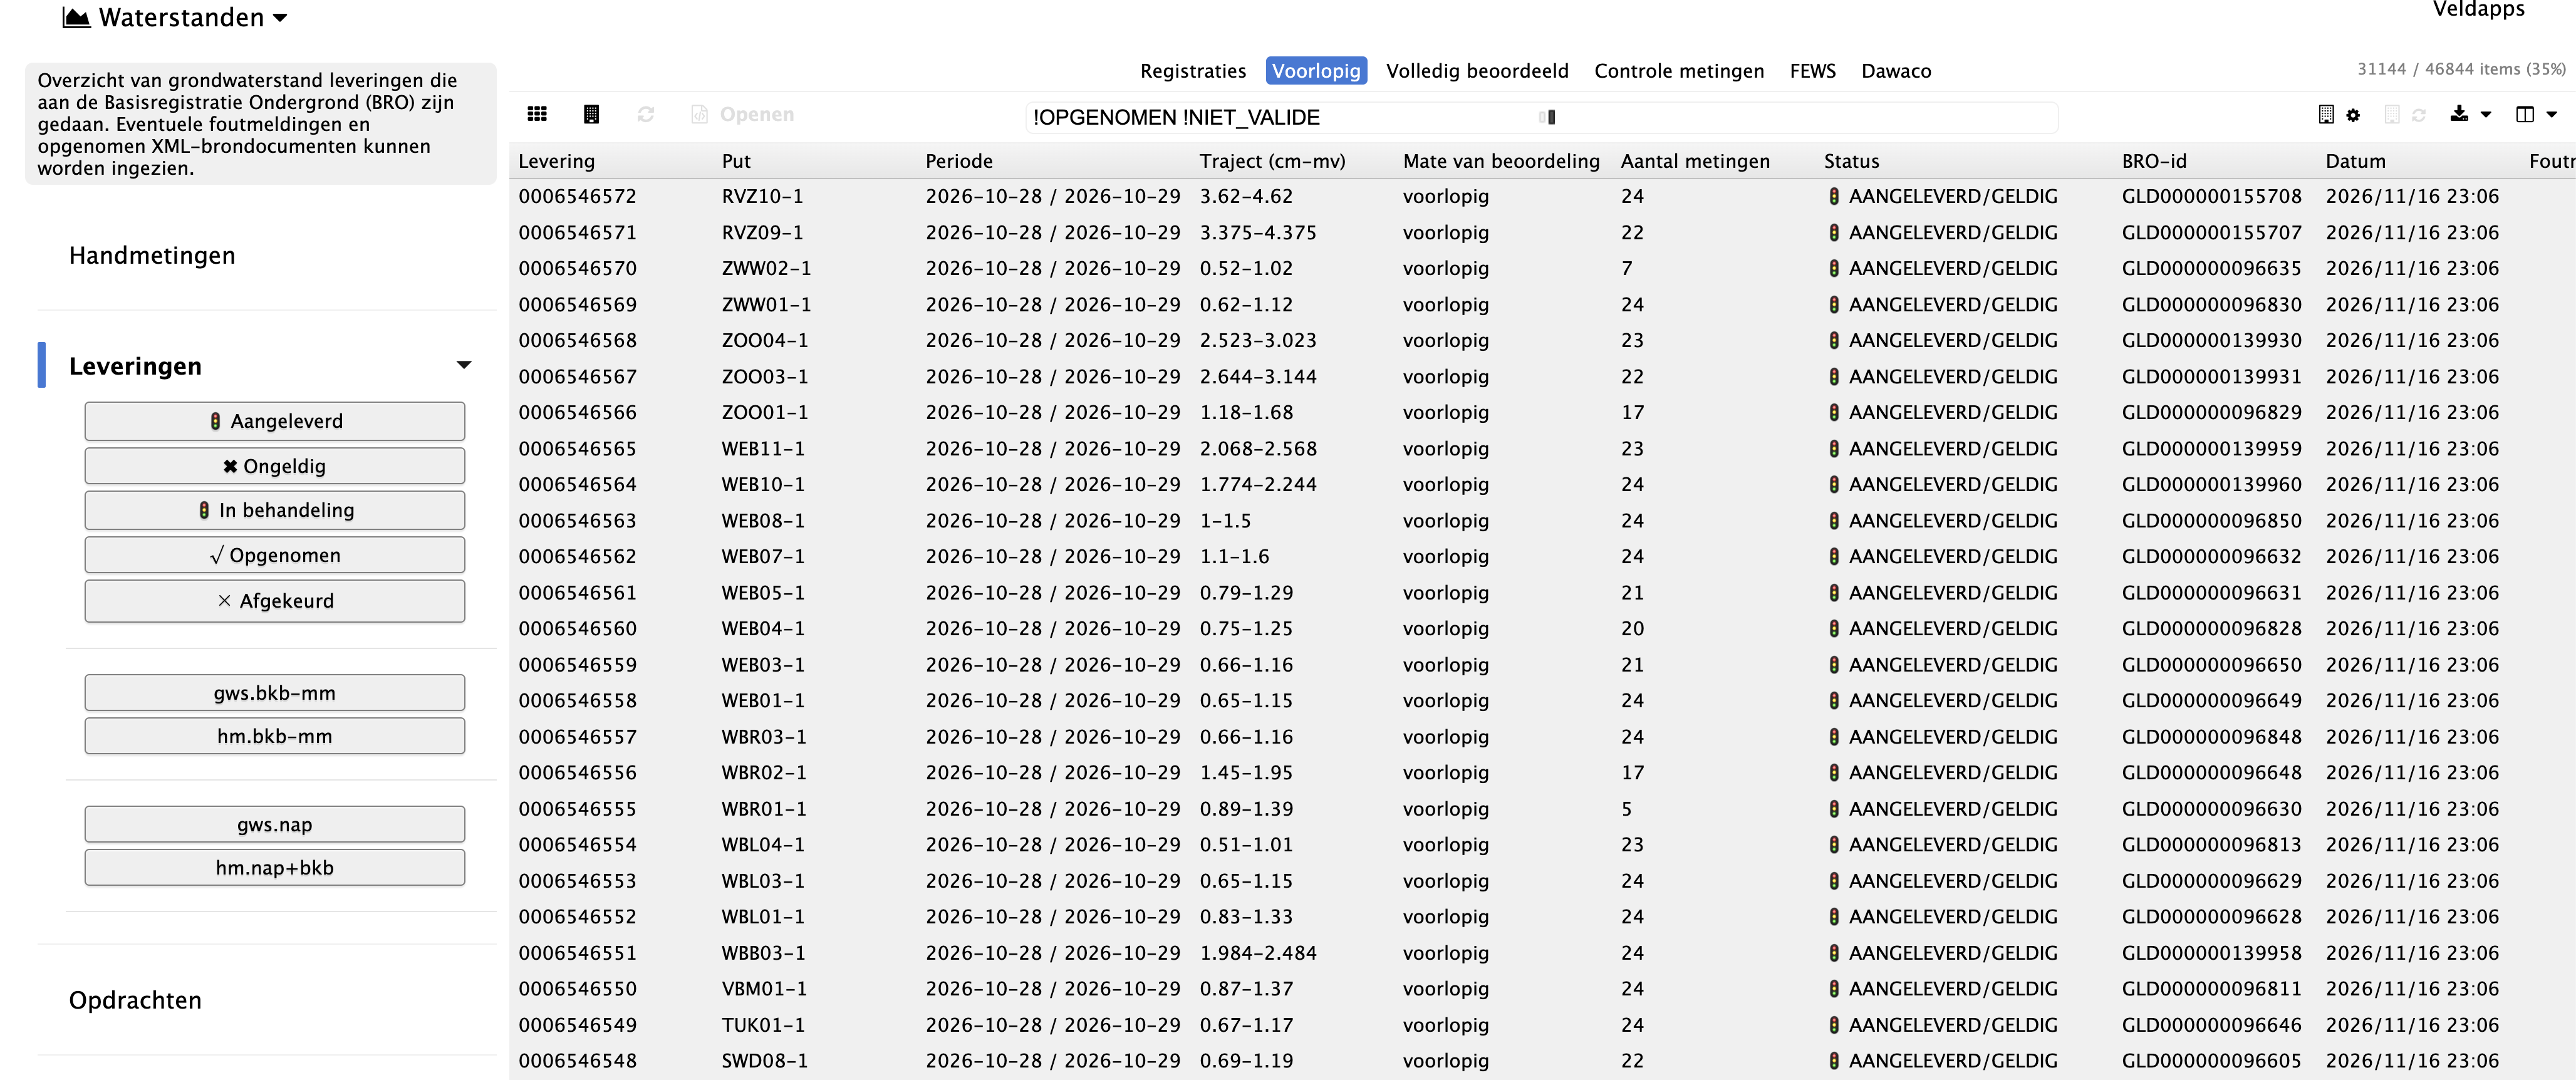 Waterstanden
Veldapps
Overzicht van grondwaterstand leveringen die
aan de Basisregistratie Ondergrond (BRO) zijn
gedaan. Eventuele foutmeldingen en
opgenomen XML-brondocumenten kunnen
worden ingezien.
Handmetingen
Leveringen
Aangeleverd
Ongeldig
In behandeling
√ Opgenomen
× Afgekeurd
gws.bkb-mm
hm.bkb-mm
gws.nap
hm.nap+bkb
Opdrachten
Registraties Voorlopig Volledig beoordeeld Controle metingen FEWS Dawaco
31144 / 46844 items (35%)
Openen
!OPGENOMEN !NIET_VALIDE
Levering Put Periode Traject (cm-mv) Mate van beoordeling Aantal metingen Status BRO-id Datum Foutr
0006546572 RVZ10-1 2026-10-28 / 2026-10-29 3.62-4.62 voorlopig 24 AANGELEVERD/GELDIG GLD000000155708 2026/11/16 23:06
0006546571 RVZ09-1 2026-10-28 / 2026-10-29 3.375-4.375 voorlopig 22 AANGELEVERD/GELDIG GLD000000155707 2026/11/16 23:06
0006546570 ZWW02-1 2026-10-28 / 2026-10-29 0.52-1.02 voorlopig 7 AANGELEVERD/GELDIG GLD000000096635 2026/11/16 23:06
0006546569 ZWW01-1 2026-10-28 / 2026-10-29 0.62-1.12 voorlopig 24 AANGELEVERD/GELDIG GLD000000096830 2026/11/16 23:06
0006546568 ZOO04-1 2026-10-28 / 2026-10-29 2.523-3.023 voorlopig 23 AANGELEVERD/GELDIG GLD000000139930 2026/11/16 23:06
0006546567 ZOO03-1 2026-10-28 / 2026-10-29 2.644-3.144 voorlopig 22 AANGELEVERD/GELDIG GLD000000139931 2026/11/16 23:06
0006546566 ZOO01-1 2026-10-28 / 2026-10-29 1.18-1.68 voorlopig 17 AANGELEVERD/GELDIG GLD000000096829 2026/11/16 23:06
0006546565 WEB11-1 2026-10-28 / 2026-10-29 2.068-2.568 voorlopig 23 AANGELEVERD/GELDIG GLD000000139959 2026/11/16 23:06
0006546564 WEB10-1 2026-10-28 / 2026-10-29 1.774-2.244 voorlopig 24 AANGELEVERD/GELDIG GLD000000139960 2026/11/16 23:06
0006546563 WEB08-1 2026-10-28 / 2026-10-29 1-1.5 voorlopig 24 AANGELEVERD/GELDIG GLD000000096850 2026/11/16 23:06
0006546562 WEB07-1 2026-10-28 / 2026-10-29 1.1-1.6 voorlopig 24 AANGELEVERD/GELDIG GLD000000096632 2026/11/16 23:06
0006546561 WEB05-1 2026-10-28 / 2026-10-29 0.79-1.29 voorlopig 21 AANGELEVERD/GELDIG GLD000000096631 2026/11/16 23:06
0006546560 WEB04-1 2026-10-28 / 2026-10-29 0.75-1.25 voorlopig 20 AANGELEVERD/GELDIG GLD000000096828 2026/11/16 23:06
0006546559 WEB03-1 2026-10-28 / 2026-10-29 0.66-1.16 voorlopig 21 AANGELEVERD/GELDIG GLD000000096650 2026/11/16 23:06
0006546558 WEB01-1 2026-10-28 / 2026-10-29 0.65-1.15 voorlopig 24 AANGELEVERD/GELDIG GLD000000096649 2026/11/16 23:06
0006546557 WBR03-1 2026-10-28 / 2026-10-29 0.66-1.16 voorlopig 24 AANGELEVERD/GELDIG GLD000000096848 2026/11/16 23:06
0006546556 WBR02-1 2026-10-28 / 2026-10-29 1.45-1.95 voorlopig 17 AANGELEVERD/GELDIG GLD000000096648 2026/11/16 23:06
0006546555 WBR01-1 2026-10-28 / 2026-10-29 0.89-1.39 voorlopig 5 AANGELEVERD/GELDIG GLD000000096630 2026/11/16 23:06
0006546554 WBL04-1 2026-10-28 / 2026-10-29 0.51-1.01 voorlopig 23 AANGELEVERD/GELDIG GLD000000096813 2026/11/16 23:06
0006546553 WBL03-1 2026-10-28 / 2026-10-29 0.65-1.15 voorlopig 24 AANGELEVERD/GELDIG GLD000000096629 2026/11/16 23:06
0006546552 WBL01-1 2026-10-28 / 2026-10-29 0.83-1.33 voorlopig 24 AANGELEVERD/GELDIG GLD000000096628 2026/11/16 23:06
0006546551 WBB03-1 2026-10-28 / 2026-10-29 1.984-2.484 voorlopig 24 AANGELEVERD/GELDIG GLD000000139958 2026/11/16 23:06
0006546550 VBM01-1 2026-10-28 / 2026-10-29 0.87-1.37 voorlopig 24 AANGELEVERD/GELDIG GLD000000096811 2026/11/16 23:06
0006546549 TUK01-1 2026-10-28 / 2026-10-29 0.67-1.17 voorlopig 24 AANGELEVERD/GELDIG GLD000000096646 2026/11/16 23:06
0006546548 SWD08-1 2026-10-28 / 2026-10-29 0.69-1.19 voorlopig 22 AANGELEVERD/GELDIG GLD000000096605 2026/11/16 23:06